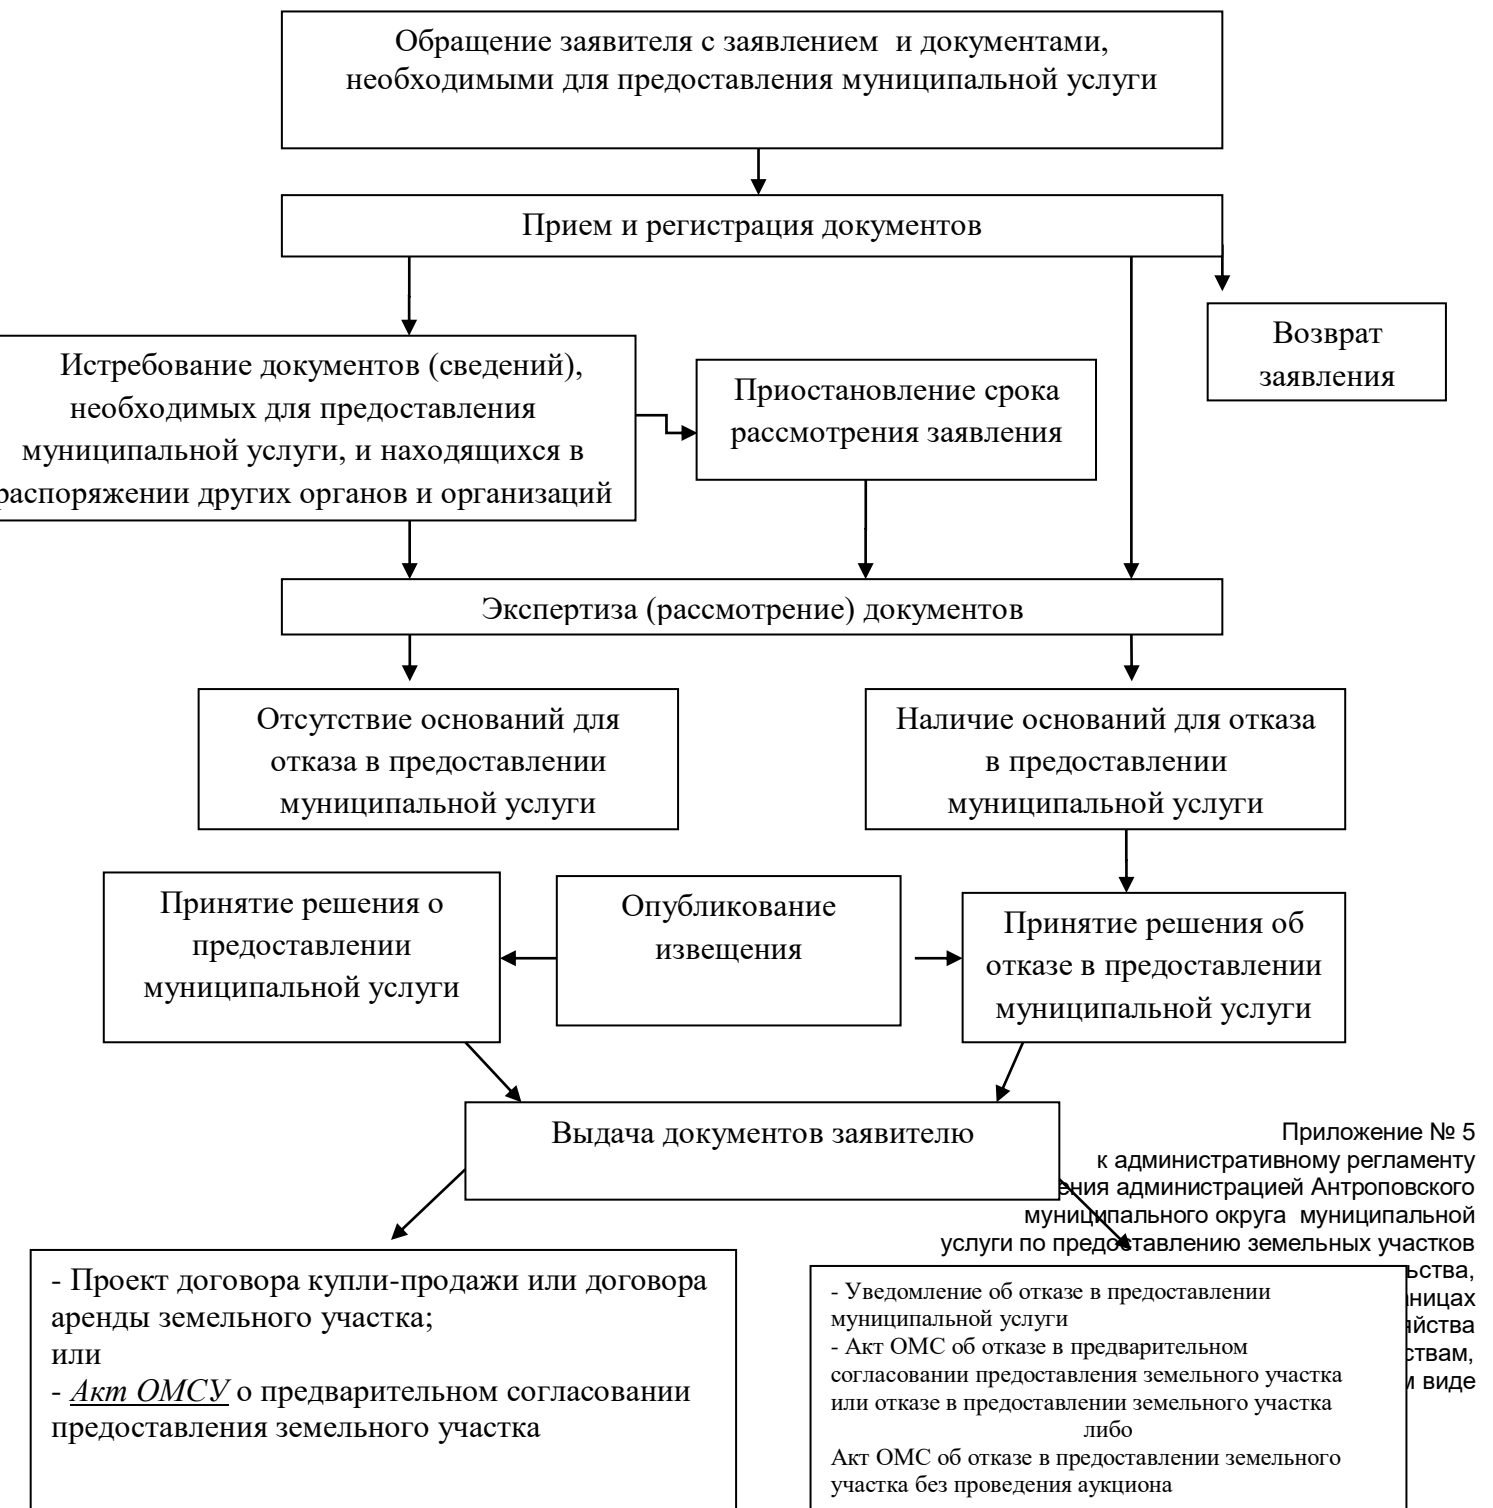 Обращение заявителя с заявлением и документами,
необходимыми для предоставления муниципальной услуги
Прием и регистрация документов
Возврат
заявления
Истребование документов (сведений),
необходимых для предоставления
муниципальной услуги, и находящихся в
распоряжении других органов и организаций
Приостановление срока
рассмотрения заявления
Экспертиза (рассмотрение) документов
Отсутствие оснований для
отказа в предоставлении
муниципальной услуги
Наличие оснований для отказа
в предоставлении
муниципальной услуги
Принятие решения о
предоставлении
муниципальной услуги
Опубликование
извещения
Принятие решения об
отказе в предоставлении
муниципальной услуги
Выдача документов заявителю
Приложение № 5
к административному регламенту
администрацией Антроповского
муниципального округа муниципальной
услуги по предоставлению земельных участков
виде
- Проект договора купли-продажи или договора
аренды земельного участка;
или
- Акт ОМСУ о предварительном согласовании
предоставления земельного участка
- Уведомление об отказе в предоставлении
муниципальной услуги
- Акт ОМС об отказе в предварительном
согласовании предоставления земельного участка
или отказе в предоставлении земельного участка
либо
Акт ОМС об отказе в предоставлении земельного
участка без проведения аукциона